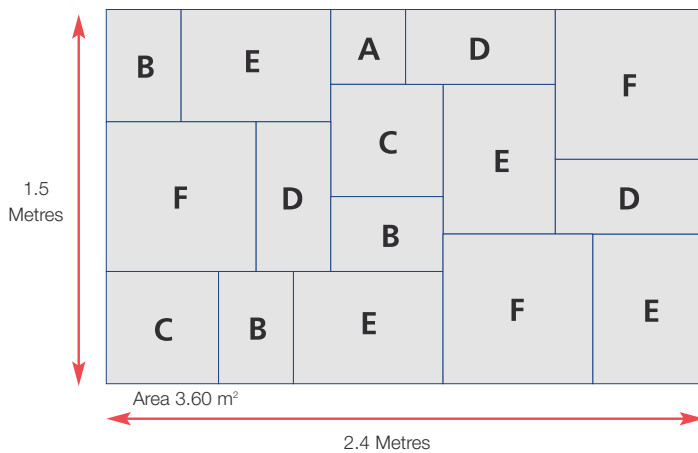 B E A D F
C
E
F D D
B
C B E F E
1.5
Metres
Area 3.60 m²
2.4 Metres